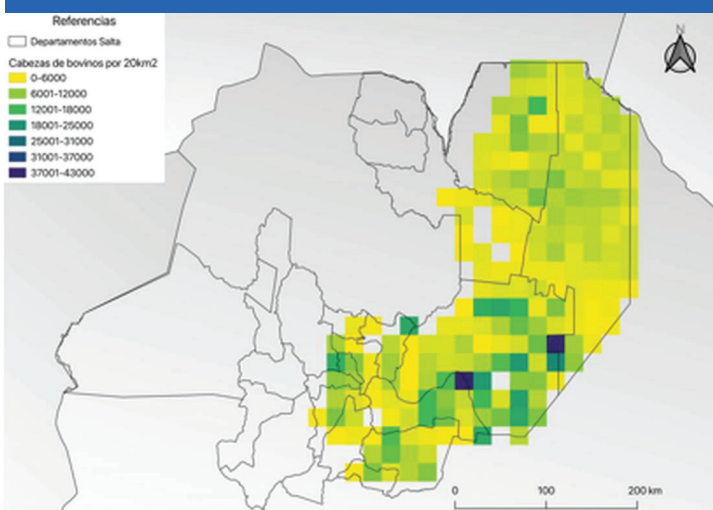 Referencias
Departamentos Salta
Cabezas de bovinos por 20km2
0-6000
6001-12000
12001-18000
18001-25000
25001-31000
31001-37000
37001-43000
N
0 100 200 km